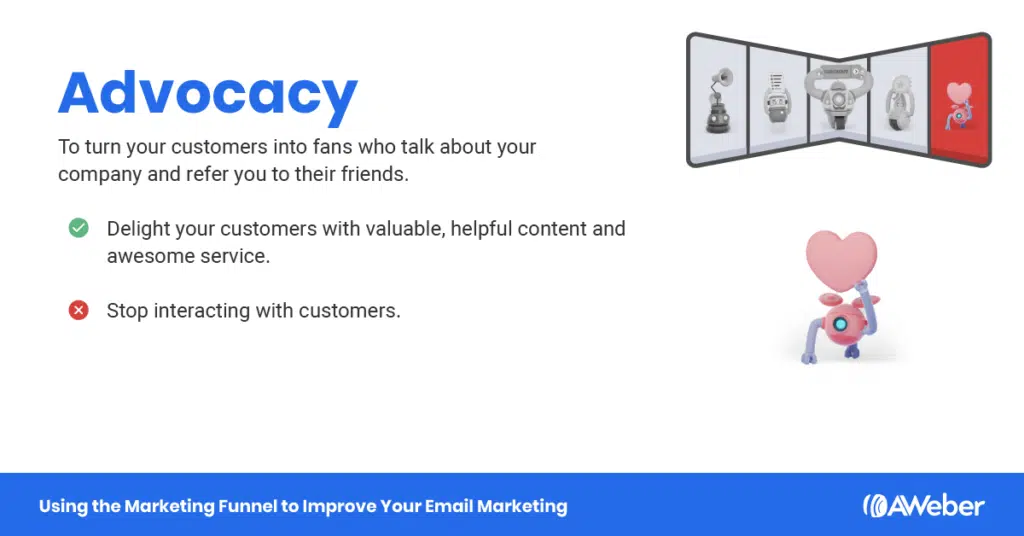 Advocacy
To turn your customers into fans who talk about your
company and refer you to their friends.
Delight your customers with valuable, helpful content and
awesome service.
Stop interacting with customers.
Using the Marketing Funnel to Improve Your Email Marketing
AWeber